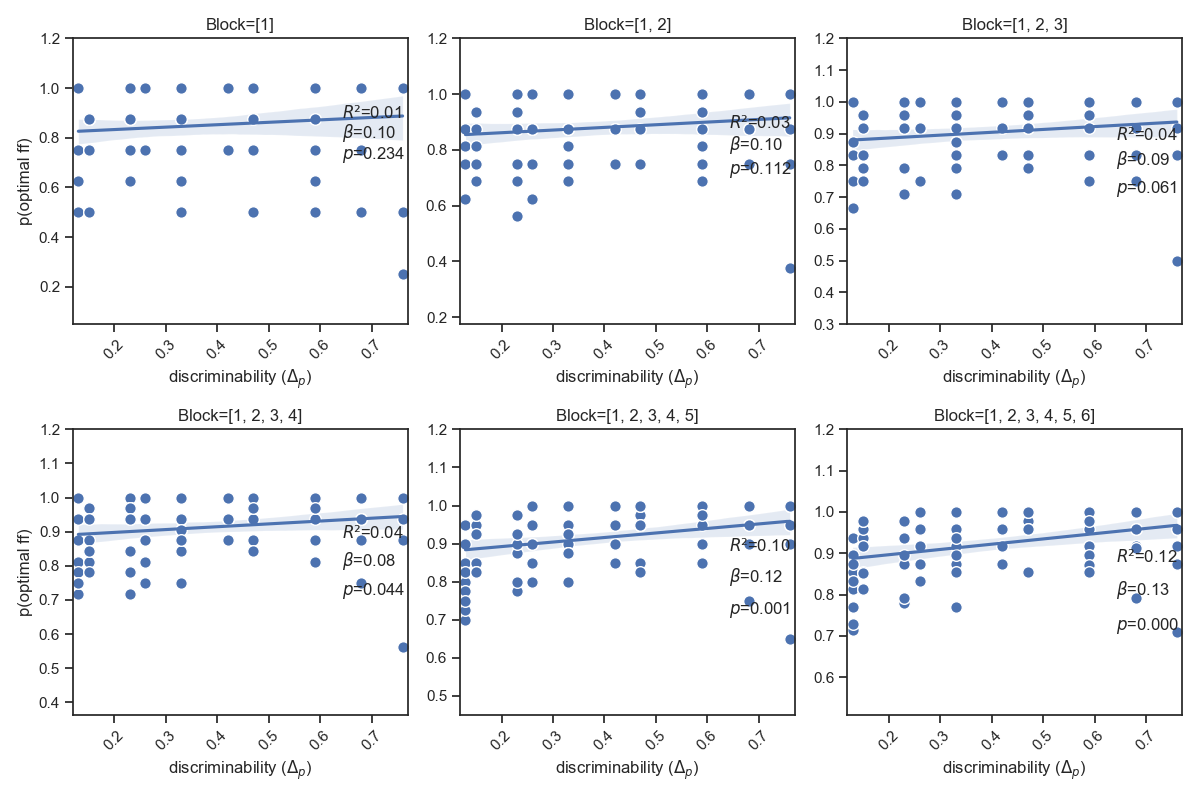 Block=[1]
1.2
1.0
0.8
0.6
0.4
0.2
p(optimal ff)
R²=0.01
β=0.10
p=0.234
0.2 0.3 0.4 0.5 0.6 0.7
discriminability (Δp)
Block=[1, 2]
1.2
1.0
0.8
0.6
0.4
0.2
R²=0.03
β=0.10
p=0.112
0.2 0.3 0.4 0.5 0.6 0.7
discriminability (Δp)
Block=[1, 2, 3]
1.2
1.1
1.0
0.9
0.8
0.7
0.6
0.5
0.4
0.3
R²=0.04
β=0.09
p=0.061
0.2 0.3 0.4 0.5 0.6 0.7
discriminability (Δp)
Block=[1, 2, 3, 4]
1.2
1.1
1.0
0.9
0.8
0.7
0.6
0.5
0.4
p(optimal ff)
R²=0.04
β=0.08
p=0.044
0.2 0.3 0.4 0.5 0.6 0.7
discriminability (Δp)
Block=[1, 2, 3, 4, 5]
1.2
1.1
1.0
0.9
0.8
0.7
0.6
0.5
R²=0.10
β=0.12
p=0.001
0.2 0.3 0.4 0.5 0.6 0.7
discriminability (Δp)
Block=[1, 2, 3, 4, 5, 6]
1.2
1.1
1.0
0.9
0.8
0.7
0.6
R²=0.12
β=0.13
p=0.000
0.2 0.3 0.4 0.5 0.6 0.7
discriminability (Δp)